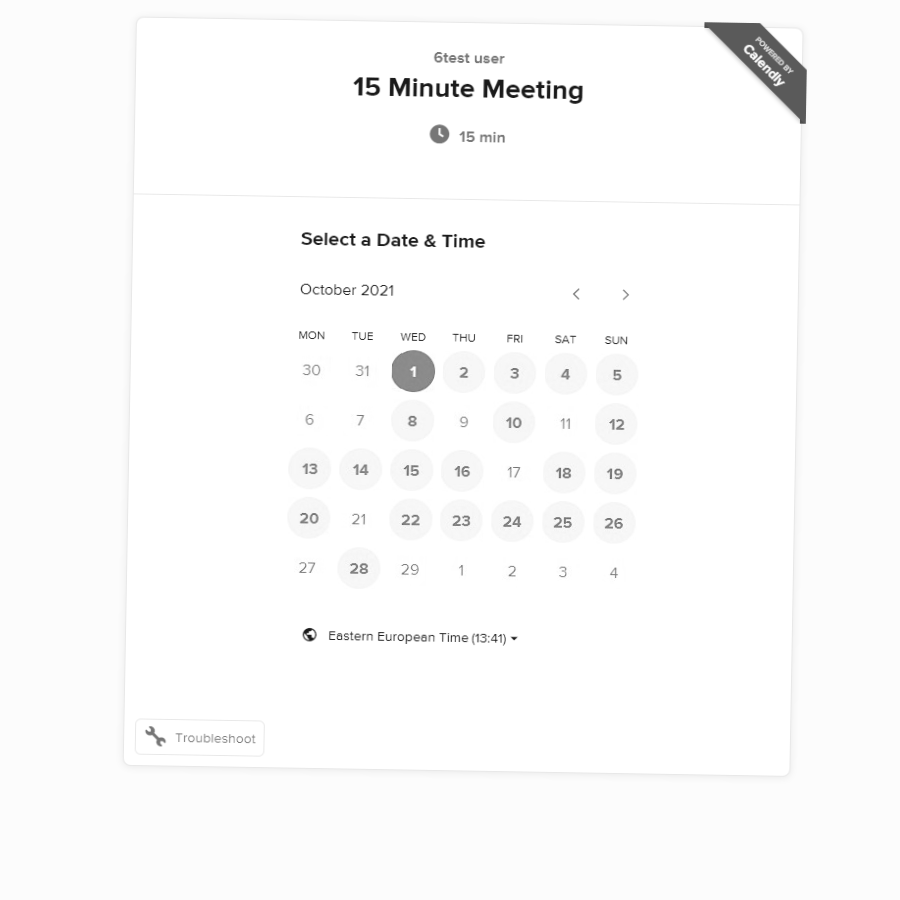 6test user
POWERED BY
Calendly
15 Minute Meeting
15 min
Select a Date & Time
October 2021
MON TUE WED THU FRI SAT SUN
30 31 1 2 3 4 5
6 7 8 9 10 11 12
13 14 15 16 17 18 19
20 21 22 23 24 25 26
27 28 29 1 2 3 4
Eastern European Time (13:41)
Troubleshoot